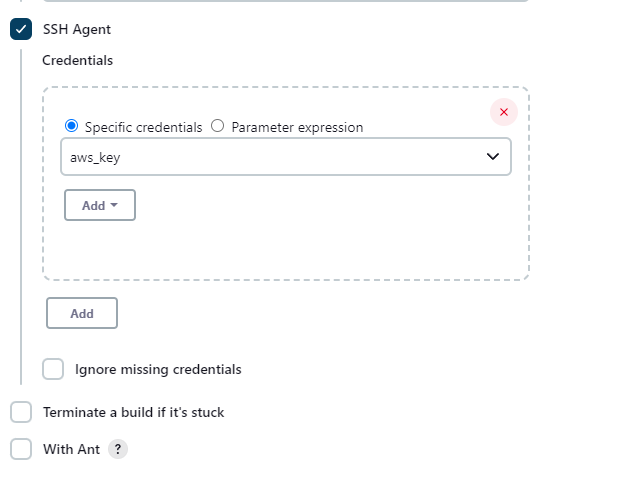 SSH Agent
Credentials
Specific credentials Parameter expression
aws_key
Add
Add
Ignore missing credentials
Terminate a build if it's stuck
With Ant ?